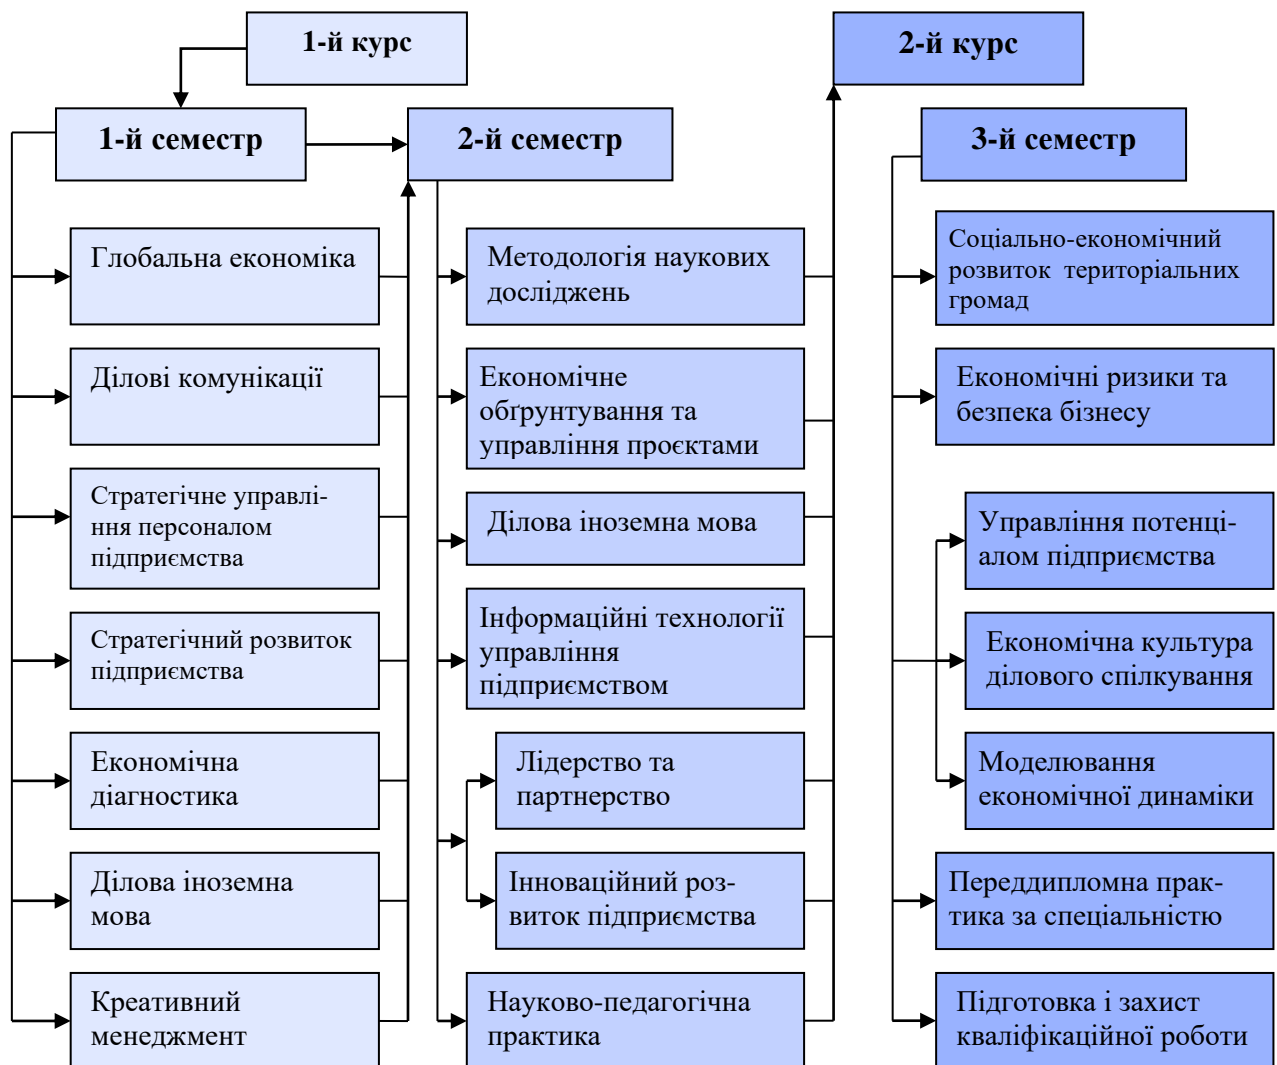 1-й курс
2-й курс
1-й семестр
2-й семестр
3-й семестр
Глобальна економіка
Ділові комунікації
Стратегічне управлі-
ння персоналом
підприємства
Стратегічний розвиток
підприємства
Економічна
діагностика
Ділова іноземна
мова
Креативний
менеджмент
Методологія наукових
досліджень
Економічне
обґрунтування та
управління проєктами
Ділова іноземна мова
Інформаційні технології
управління
підприємством
Лідерство та
партнерство
Інноваційний роз-
виток підприємства
Науково-педагогічна
практика
Соціально-економічний
розвиток територіальних
громад
Економічні ризики та
безпека бізнесу
Управління потенці-
алом підприємства
Економічна культура
ділового спілкування
Моделювання
економічної динаміки
Переддипломна прак-
тика за спеціальністю
Підготовка і захист
кваліфікаційної роботи